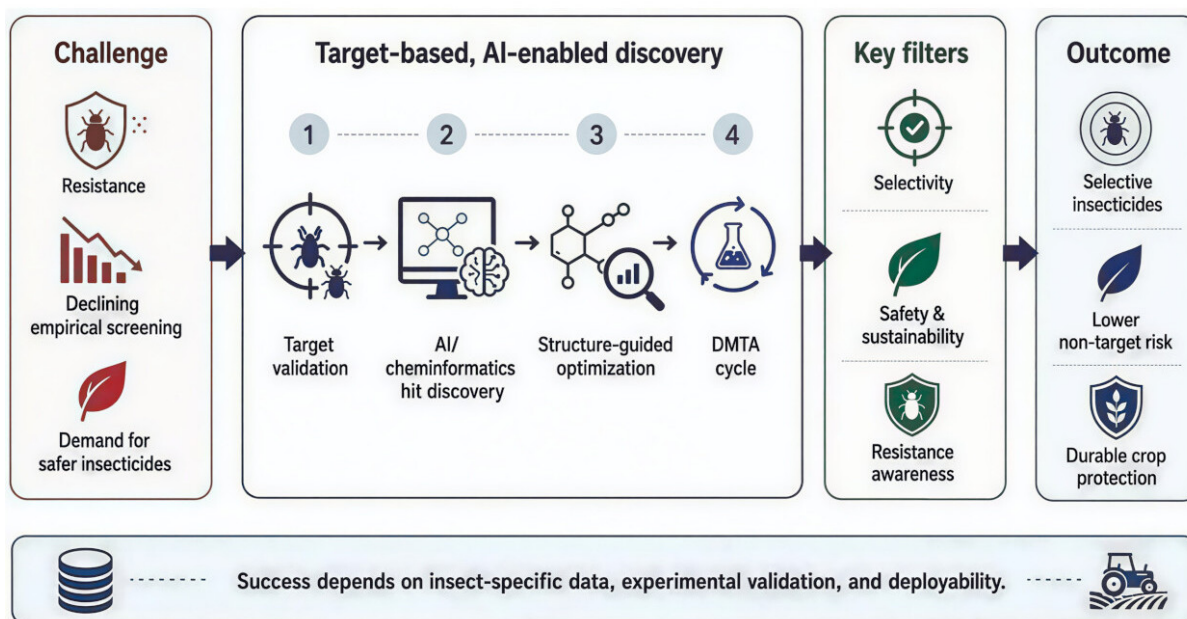 Challenge
Resistance
Declining
empirical screening
Demand for
safer insecticides
Target-based, AI-enabled discovery
1
2
3
4
Target
validation
AI/
cheminformatics
hit discovery
Structure-guided
optimization
DMTA
cycle
Key filters
Selectivity
Safety &
sustainability
Resistance
awareness
Outcome
Selective
insecticides
Lower
non-target risk
Durable crop
protection
Success depends on insect-specific data, experimental validation, and deployability.